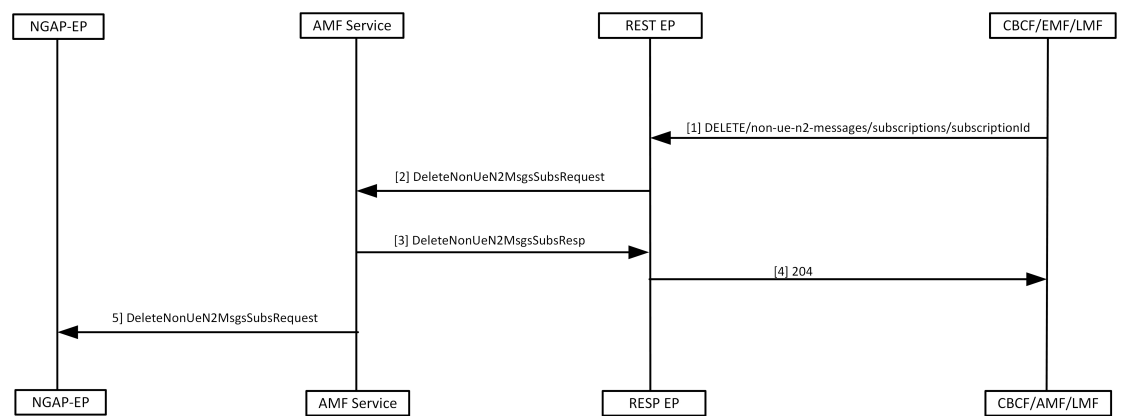 NGAP-EP
AMF Service
REST EP
CBCF/EMF/LMF
[1] DELETE/non-ue-n2-messages/subscriptions/subscriptionId
[2] DeleteNonUeN2MsgsSubsRequest
[3] DeleteNonUeN2MsgsSubsResp
[4] 204
5] DeleteNonUeN2MsgsSubsRequest
NGAP-EP
AMF Service
RESP EP
CBCF/AMF/LMF